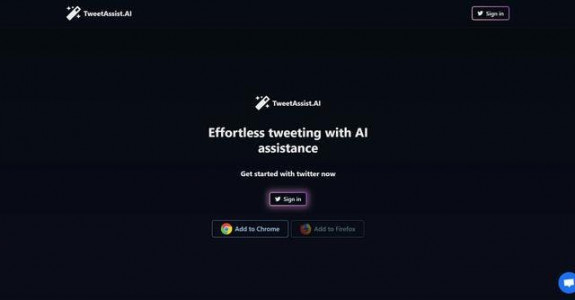 TweetAssist.AI
Sign in
TweetAssist.AI
Effortless tweeting with AI
assistance
Get started with twitter now
Sign in
Add to Chrome
Add to Firefox